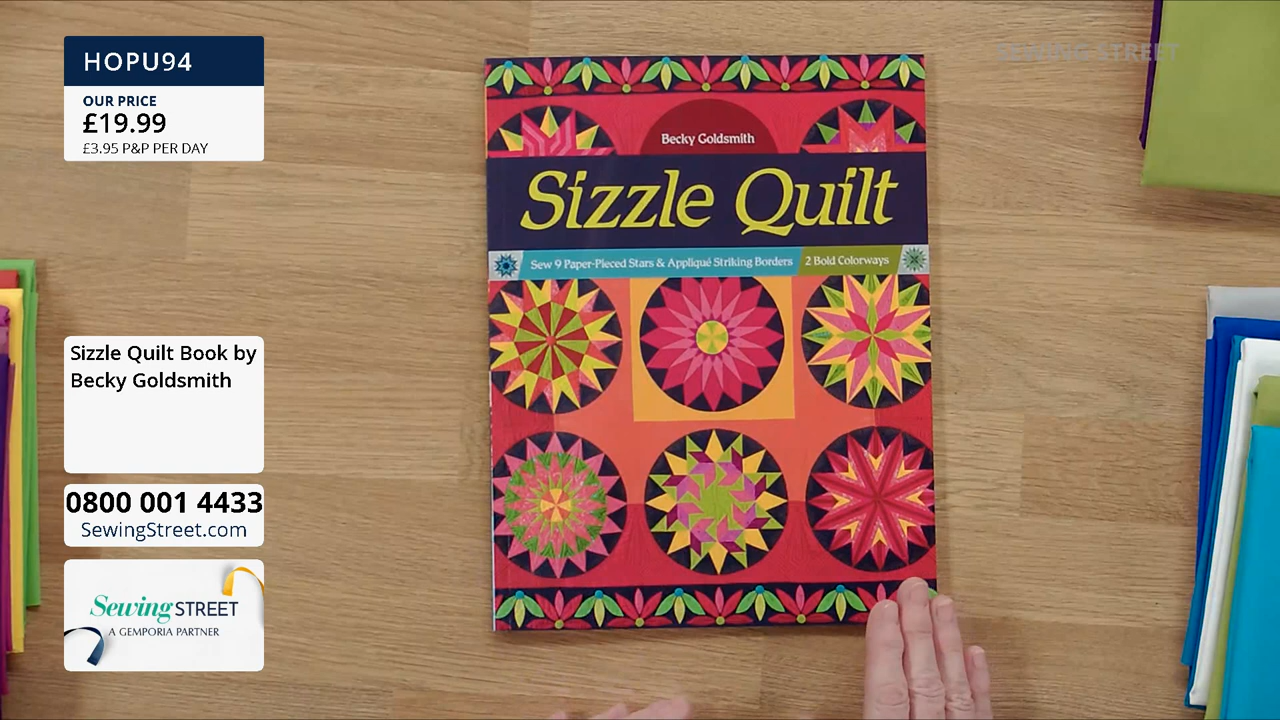 HOPU94
OUR PRICE
£19.99
£3.95 P&P PER DAY
Sizzle Quilt Book by
Becky Goldsmith
0800 001 4433
SewingStreet.com
Sewing STREET
A GEMPORIA PARTNER
SEWING STREET
Becky Goldsmith
Sizzle Quilt
Sew 9 Paper-Pieced Stars & Appliqué Striking Borders
2 Bold Colorways